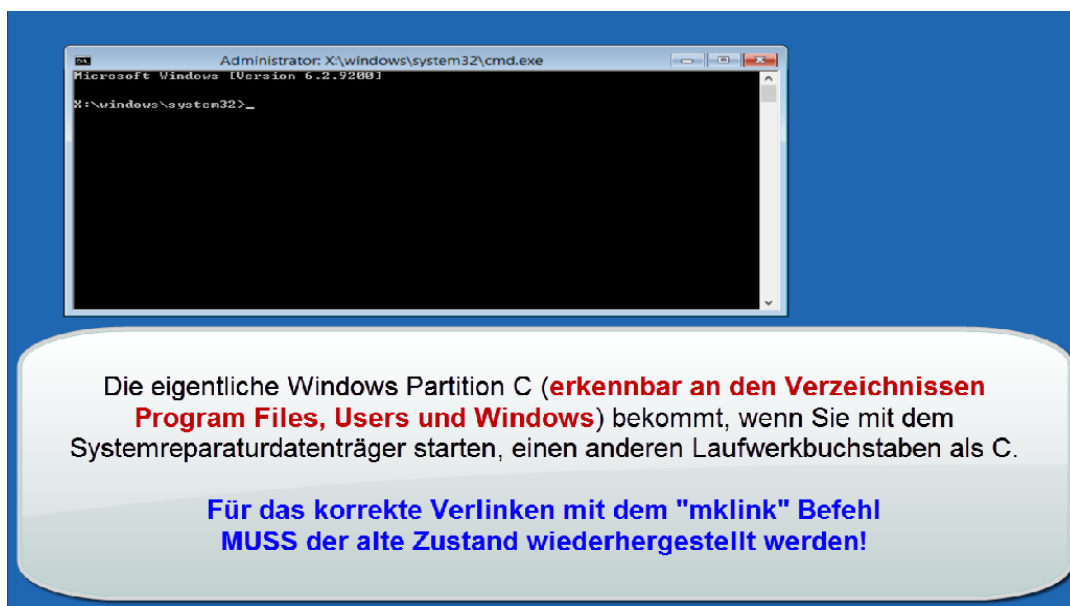 Administrator: X:\windows\system32\cmd.exe
Microsoft Windows [Version 6.2.9200]
X:\windows\system32>_
Die eigentliche Windows Partition C (erkennbar an den Verzeichnissen
Program Files, Users und Windows) bekommt, wenn Sie mit dem
Systemreparaturdatenträger starten, einen anderen Laufwerkbuchstaben als C.
Für das korrekte Verlinken mit dem "mklink" Befehl
MUSS der alte Zustand wiederhergestellt werden!